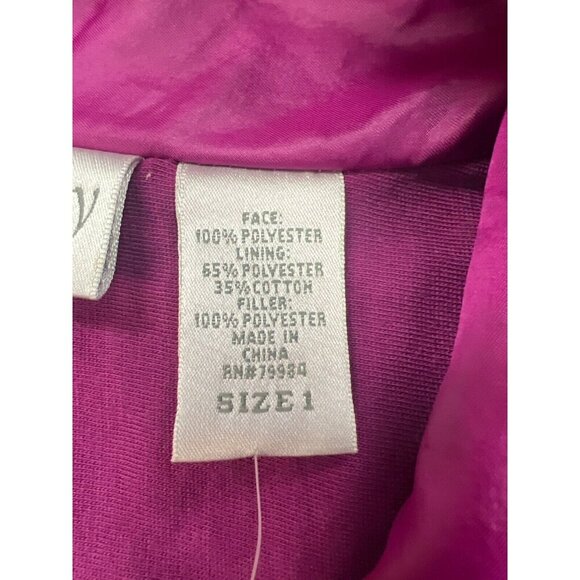 y
FACE:
100% POLYESTER
LINING:
65% POLYESTER
35% COTTON
FILLER:
100% POLYESTER
MADE IN
CHINA
RN#79984
SIZE 1